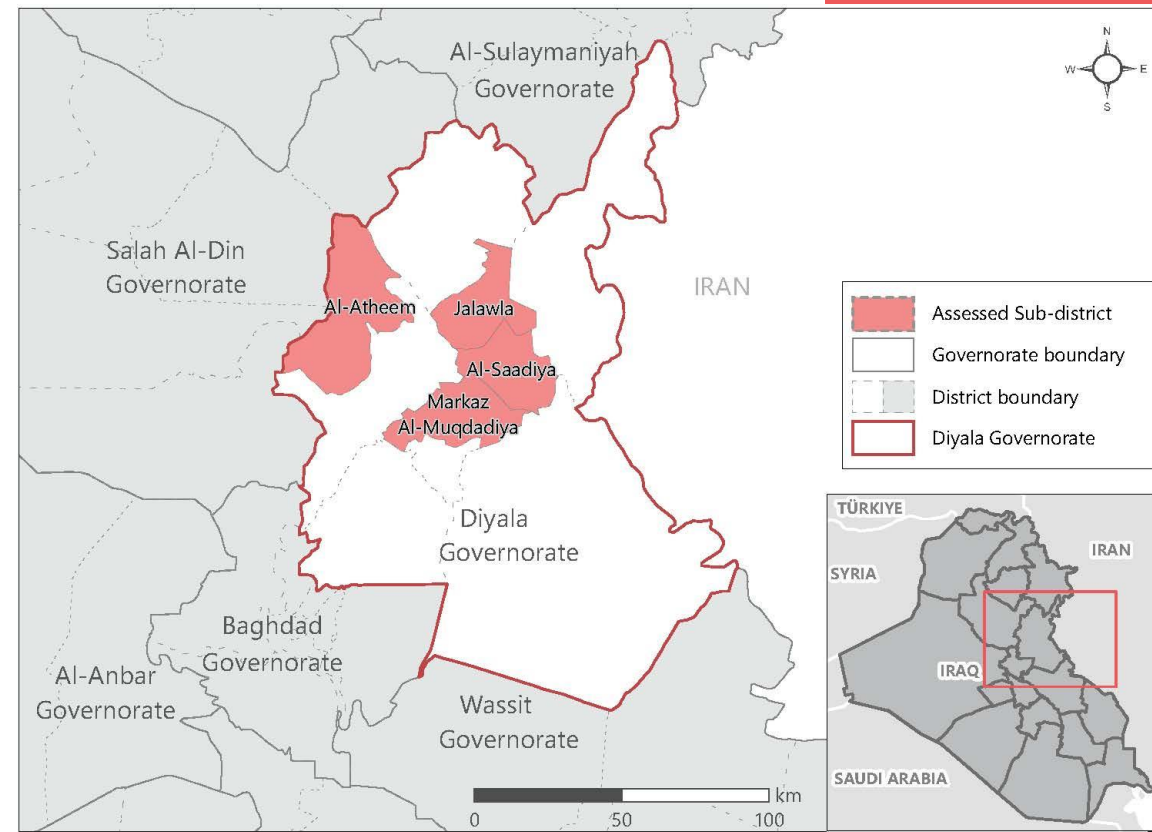 Al-Sulaymaniyah
Governorate
N
W
E
S
Salah Al-Din
Governorate
IRAN
Al-Atheem
Jalawla
Al-Saadiya
Markaz
Al-Muqdadiya
Diyala
Governorate
Baghdad
Governorate
Al-Anbar
Governorate
Wassit
Governorate
km
0
50
100
Assessed Sub-district
Governorate boundary
District boundary
Diyala Governorate
TÜRKIYE
IRAN
SYRIA
IRAQ
SAUDI ARABIA